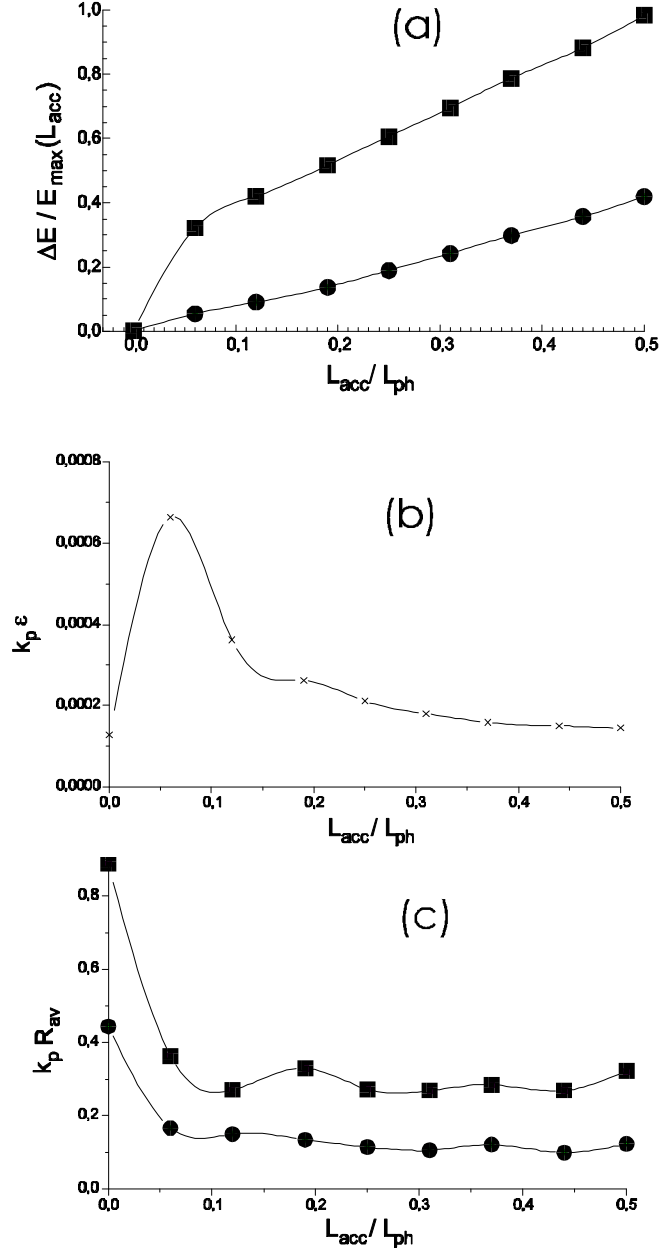 (a)
1,0
0,8
0,6
0,4
0,2
0,0
ΔE / E_max(L_acc)
0,0 0,1 0,2 0,3 0,4 0,5
L_acc/ L_ph
(b)
0,0008
0,0006
0,0004
0,0002
0,0000
k_p ε
0,0 0,1 0,2 0,3 0,4 0,5
L_acc/ L_ph
(c)
0,8
0,6
0,4
0,2
0,0
k_p R_av
0,0 0,1 0,2 0,3 0,4 0,5
L_acc/ L_ph